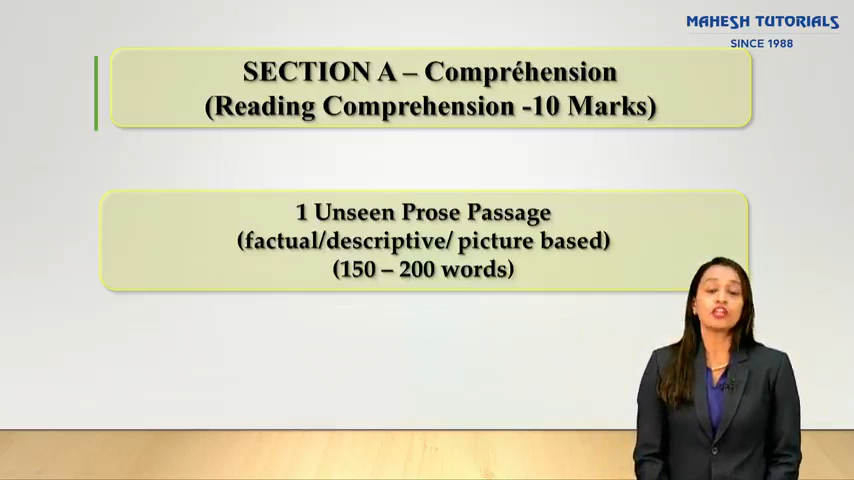 MAHESH TUTORIALS
SINCE 1988
SECTION A – Compréhension
(Reading Comprehension -10 Marks)
1 Unseen Prose Passage
(factual/descriptive/ picture based)
(150 – 200 words)